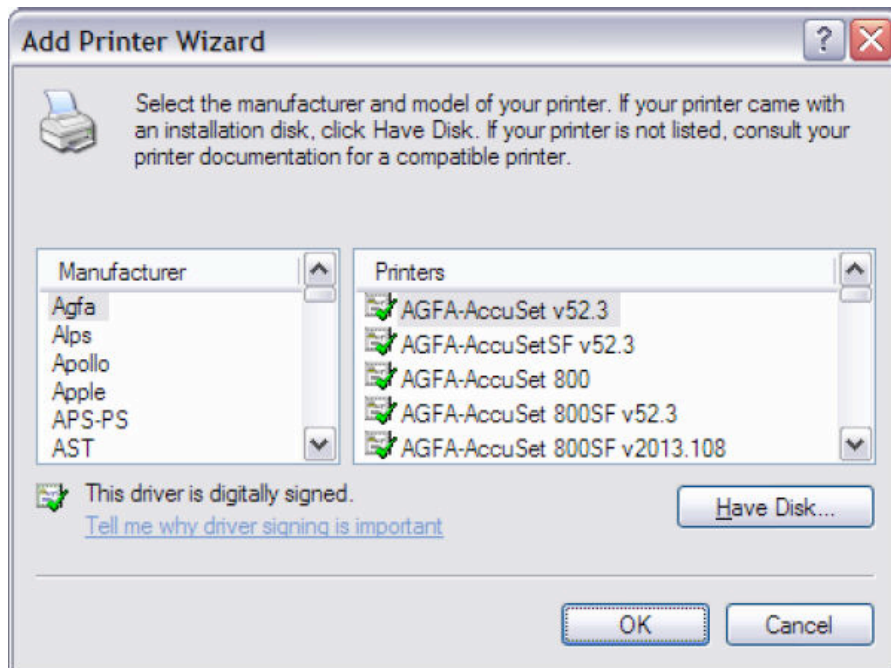 Add Printer Wizard
Select the manufacturer and model of your printer. If your printer came with
an installation disk, click Have Disk. If your printer is not listed, consult your
printer documentation for a compatible printer.
Manufacturer
Agfa
Alps
Apollo
Apple
APS-PS
AST
Printers
AGFA-AccuSet v52.3
AGFA-AccuSetSF v52.3
AGFA-AccuSet 800
AGFA-AccuSet 800SF v52.3
AGFA-AccuSet 800SF v2013.108
This driver is digitally signed.
Tell me why driver signing is important
Have Disk...
OK
Cancel